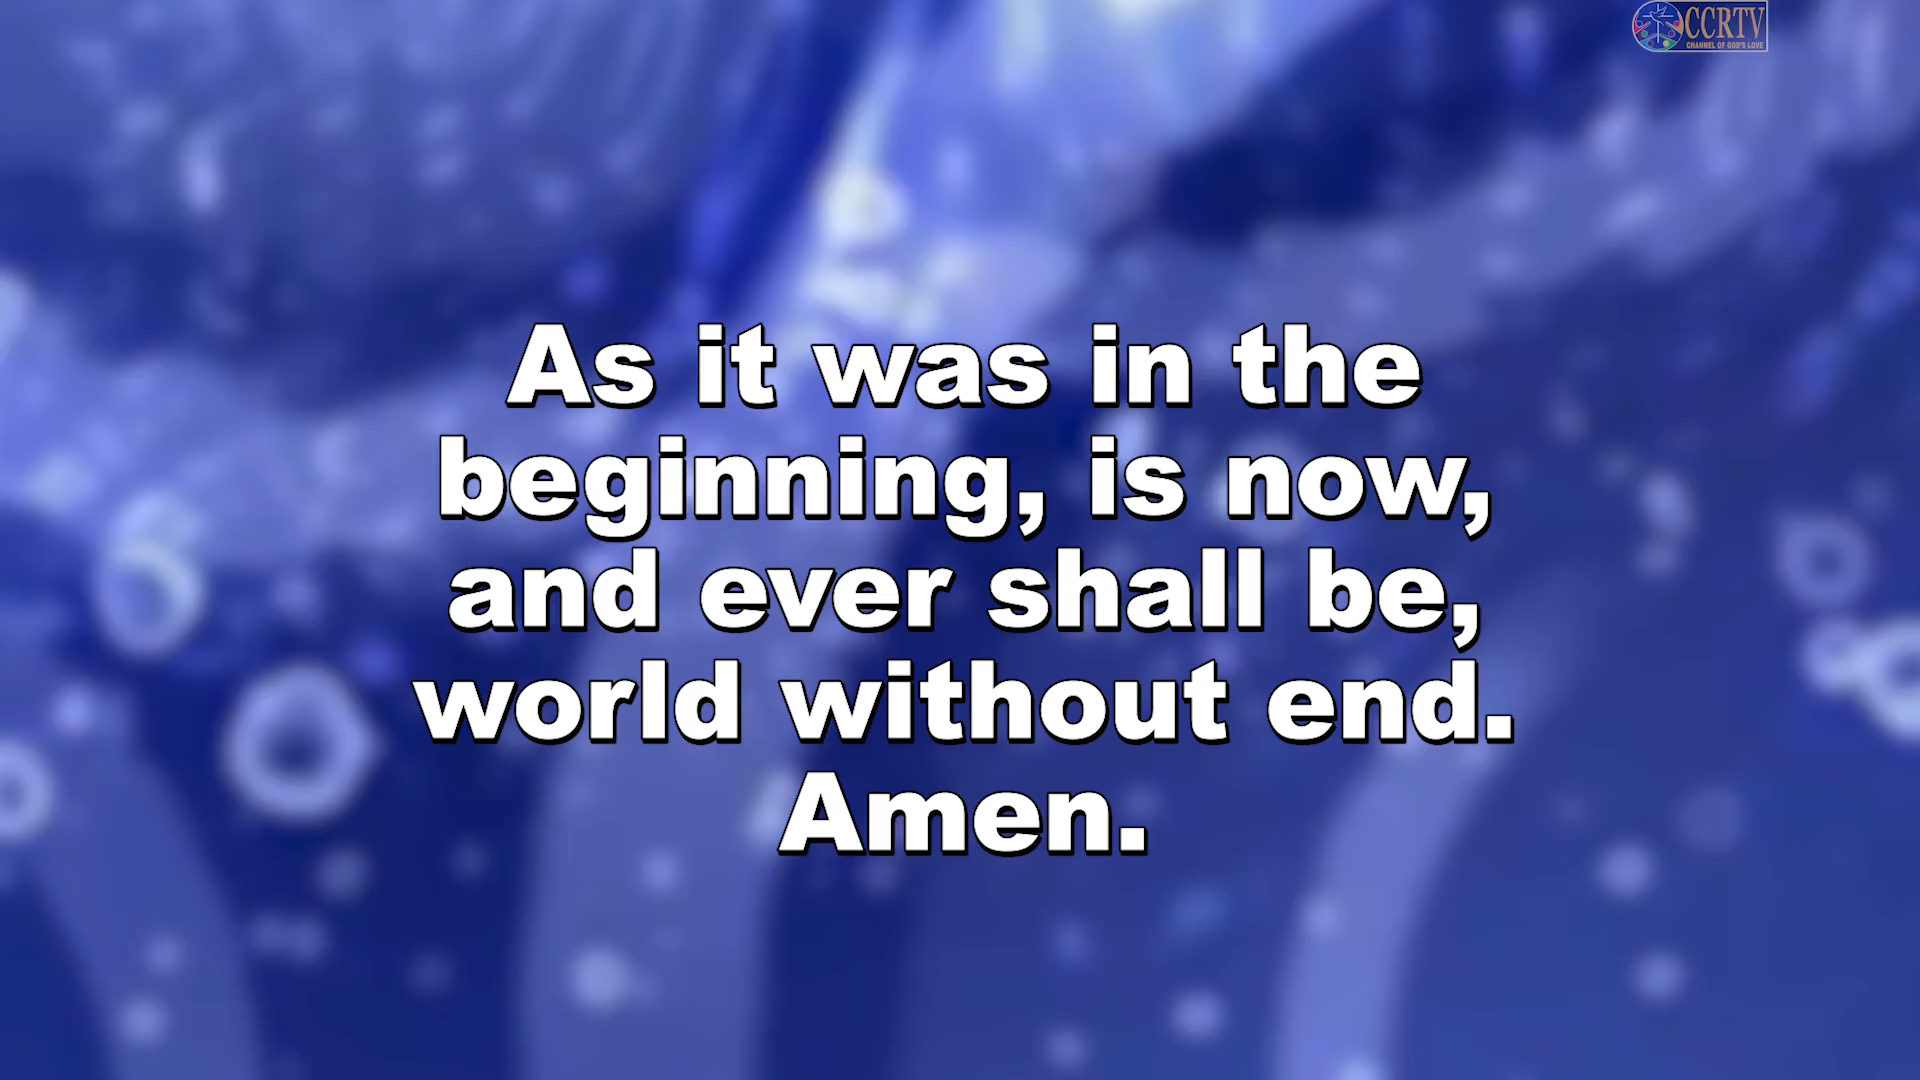 CCRTV
CHANNEL OF GOD'S LOVE
As it was in the
beginning, is now,
and ever shall be,
world without end.
Amen.